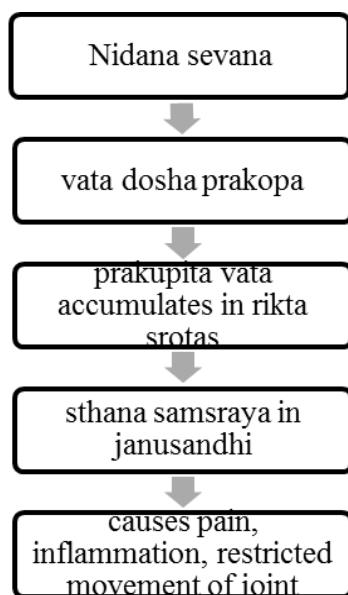 Nidana sevana
vata dosha prakopa
prakupita vata
accumulates in rikta
srotas
sthana samsraya in
janusandhi
causes pain,
inflammation, restricted
movement of joint